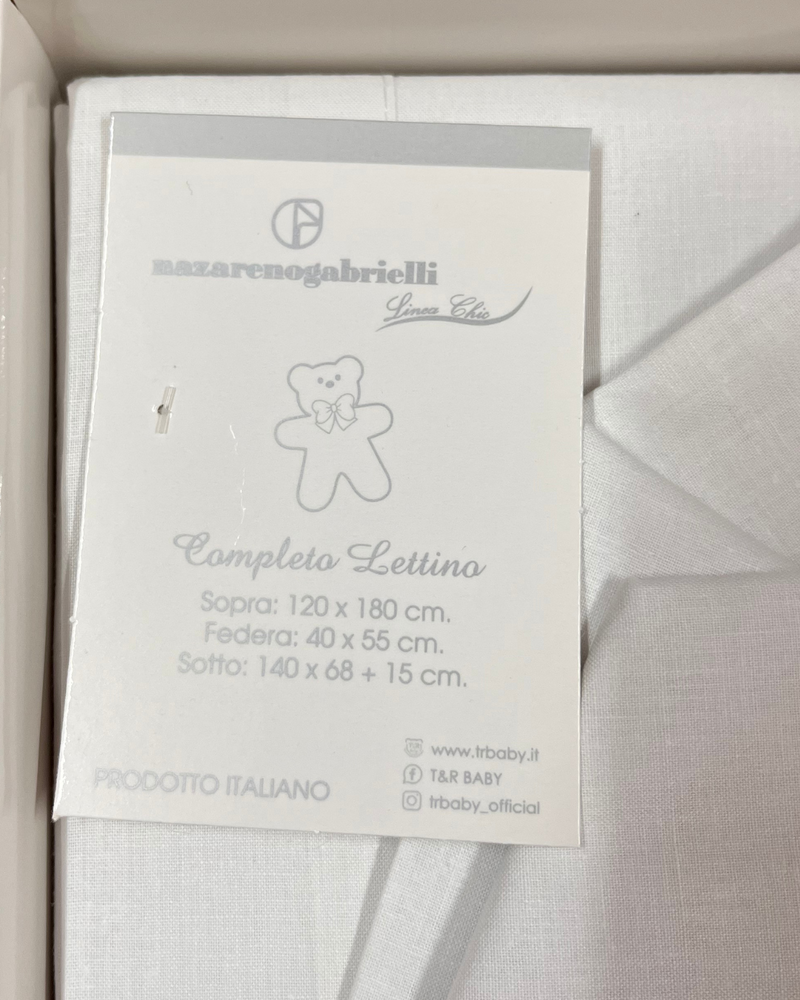 nazarenogabrielli
Linea Chic
Completo Lettino
Sopra: 120 x 180 cm.
Federa: 40 x 55 cm.
Sotto: 140 x 68 + 15 cm.
PRODOTTO ITALIANO
www.trbaby.it
T&R BABY
trbaby_official